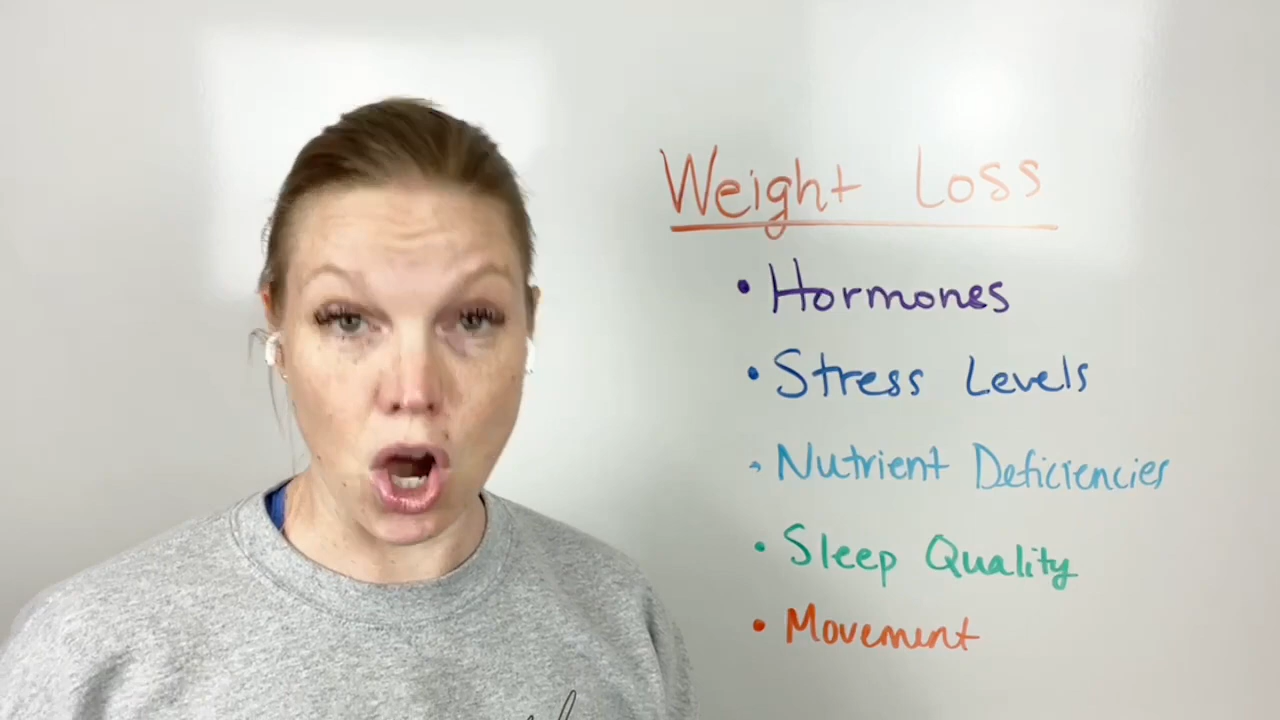 Weight Loss
• Hormones
• Stress Levels
• Nutrient Deficiencies
• Sleep Quality
• Movement